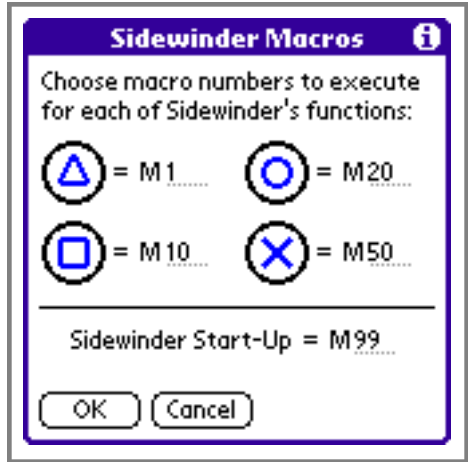 Sidewinder Macros i
Choose macro numbers to execute
for each of Sidewinder's functions:
= M1 = M20
= M10 = M50
Sidewinder Start-Up = M99
OK Cancel